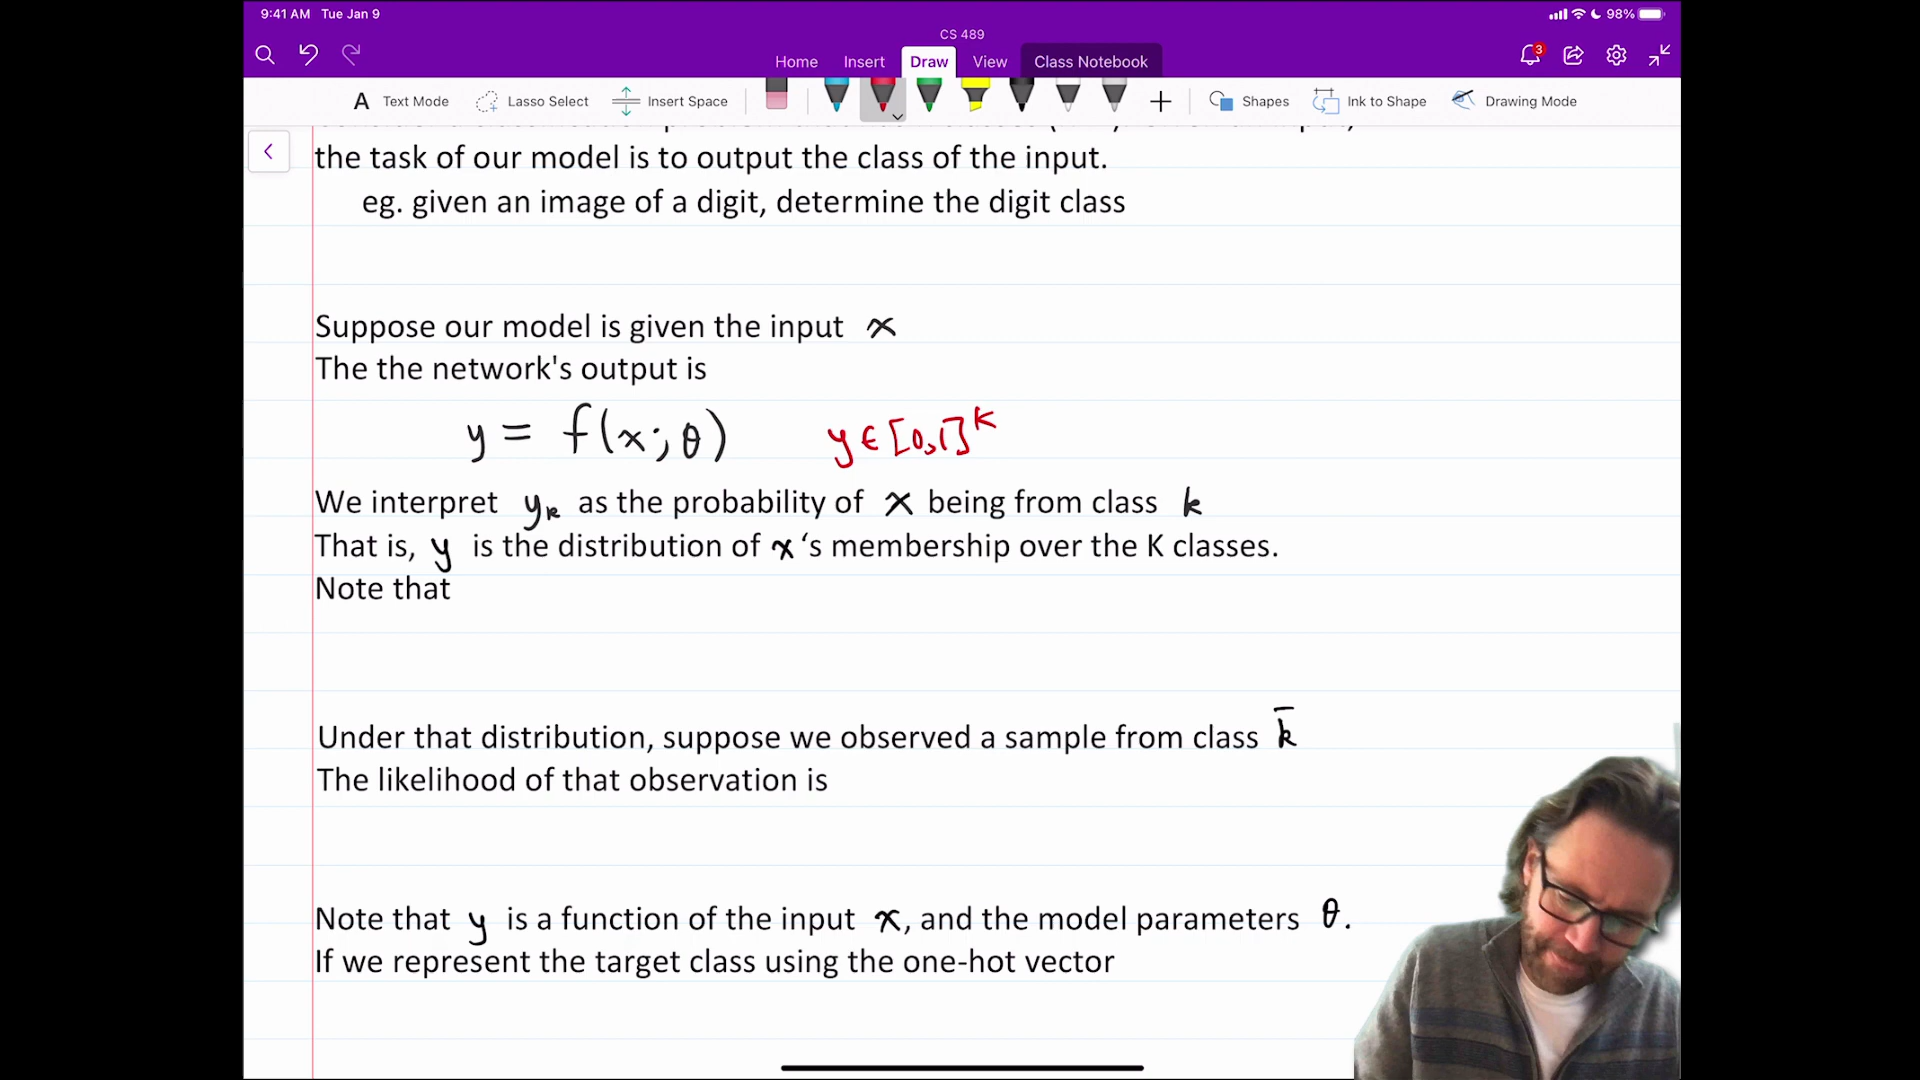 9:41 AM Tue Jan 9
98%
CS 489
Home Insert Draw View Class Notebook
3
A Text Mode Lasso Select Insert Space Shapes Ink to Shape Drawing Mode
the task of our model is to output the class of the input.
eg. given an image of a digit, determine the digit class
Suppose our model is given the input x
The the network's output is
y = f(x; θ) y ∈ [0,1]^K
We interpret y_k as the probability of x being from class k
That is, y is the distribution of x 's membership over the K classes.
Note that
Under that distribution, suppose we observed a sample from class k̄
The likelihood of that observation is
Note that y is a function of the input x, and the model parameters θ.
If we represent the target class using the one-hot vector